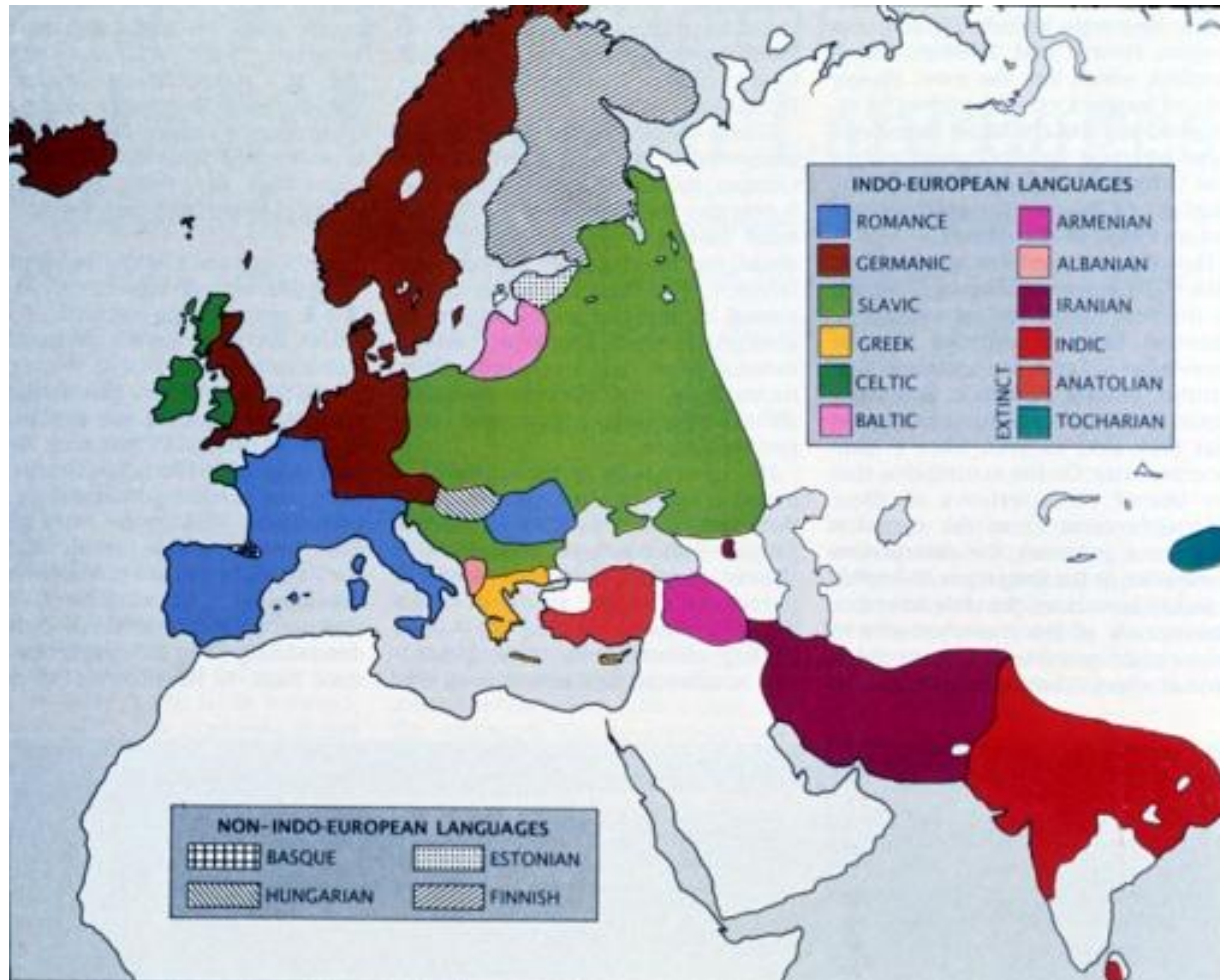 INDO-EUROPEAN LANGUAGES
ROMANCE
GERMANIC
SLAVIC
GREEK
CELTIC
BALTIC
ARMENIAN
ALBANIAN
IRANIAN
INDIC
EXTINCT
ANATOLIAN
TOCHARIAN
NON-INDO-EUROPEAN LANGUAGES
BASQUE
HUNGARIAN
ESTONIAN
FINNISH